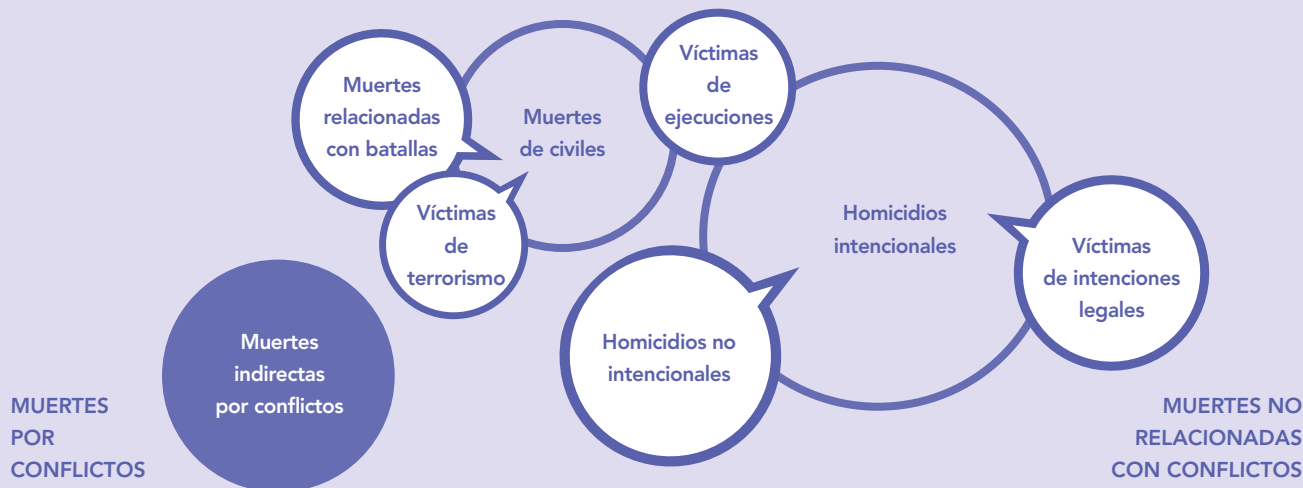 Muertes
relacionadas
con batallas
Muertes
de civiles
Víctimas
de
ejecuciones
Víctimas
de
terrorismo
Homicidios
intencionales
Víctimas
de intenciones
legales
Muertes
indirectas
por conflictos
Homicidios no
intencionales
MUERTES
POR
CONFLICTOS
MUERTES NO
RELACIONADAS
CON CONFLICTOS